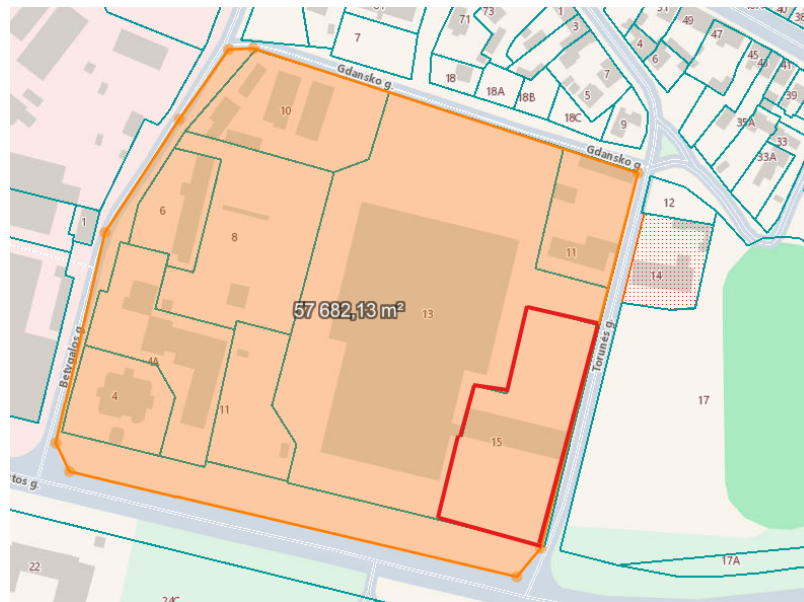 71
73
1
3
7
18
18A
18B
18C
5
7
9
4
6
49
47
45
41
39
35A
33
33A
Gdansko g.
Gdansko g.
10
6
8
1
12
11
14
57 682,13 m²
13
Torunės g.
Betygalos g.
4A
4
11
15
17
17A
tos g.
22
24C